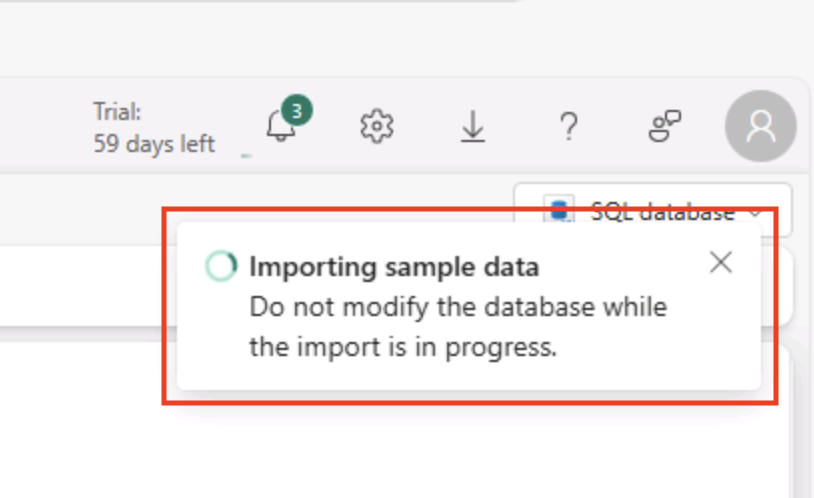 Trial:
59 days left
3
?
SQL database
Importing sample data
Do not modify the database while
the import is in progress.